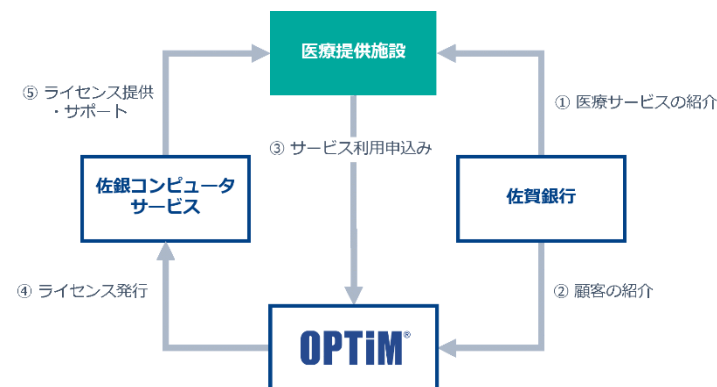 医療提供施設
⑤ ライセンス提供
・サポート
① 医療サービスの紹介
③ サービス利用申込み
佐銀コンピュータ
サービス
佐賀銀行
④ ライセンス発行
② 顧客の紹介
OPTiM®